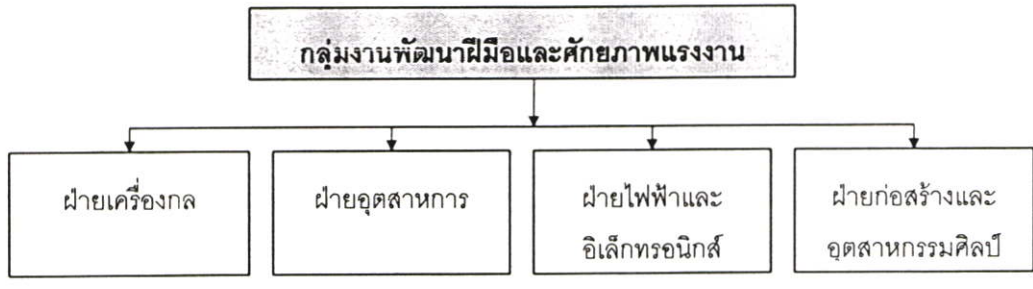 กลุ่มงานพัฒนาฝีมือและศักยภาพแรงงาน
ฝ่ายเครื่องกล
ฝ่ายอุตสาหการ
ฝ่ายไฟฟ้าและ
อิเล็กทรอนิกส์
ฝ่ายก่อสร้างและ
อุตสาหกรรมศิลป์